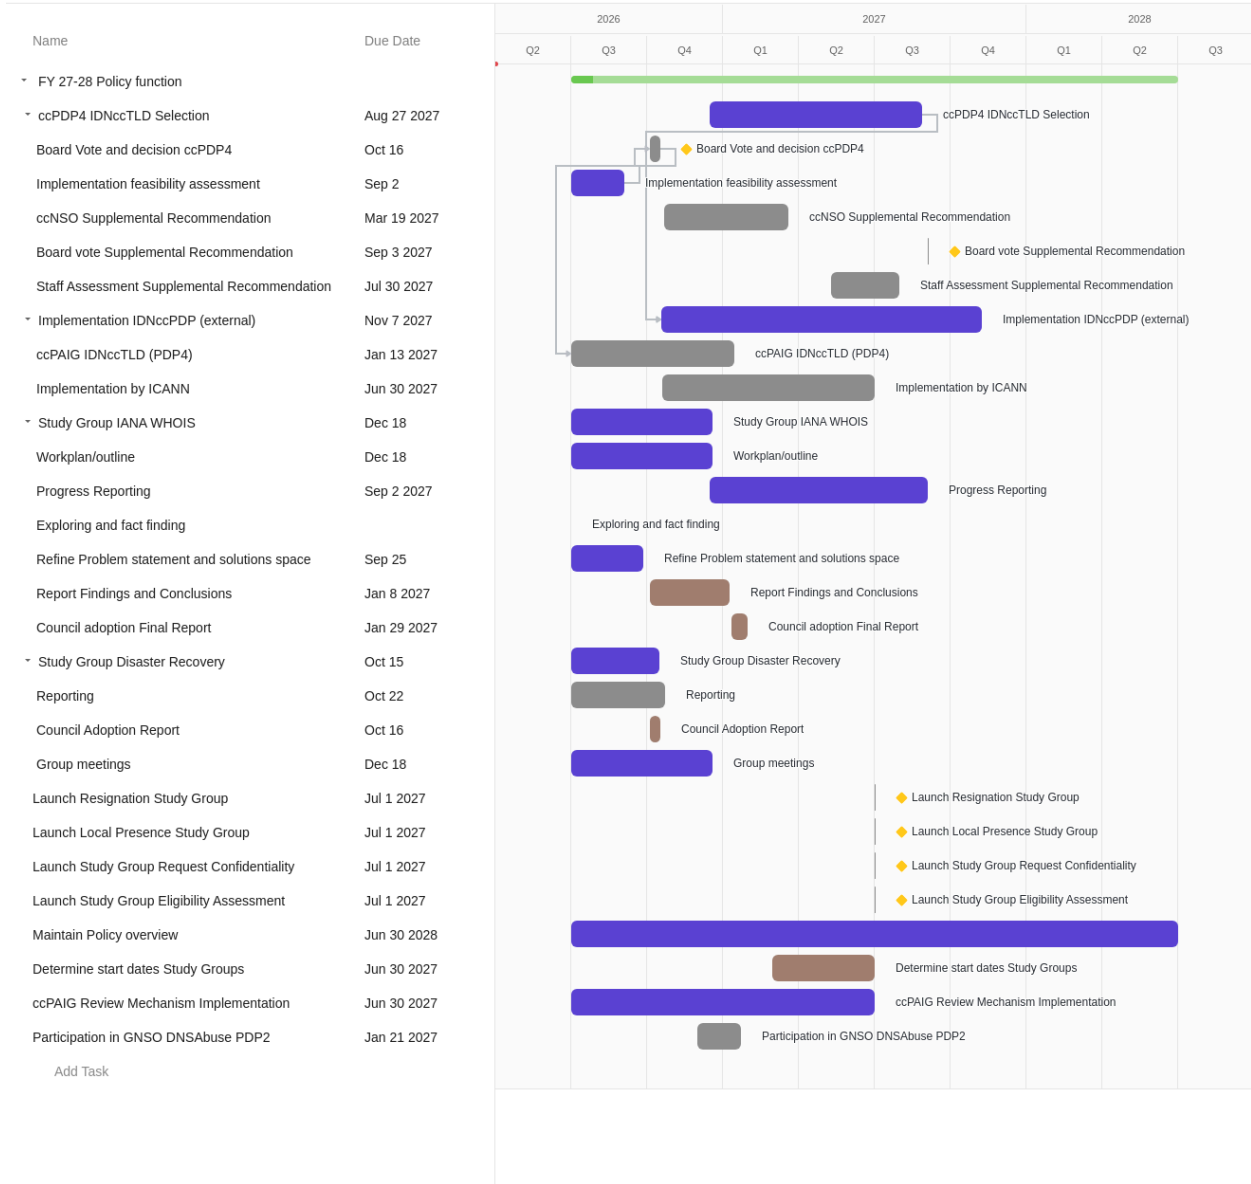 2026 2027 2028
Name Due Date
Q2 Q3 Q4 Q1 Q2 Q3 Q4 Q1 Q2 Q3
FY 27-28 Policy function
ccPDP4 IDNccTLD Selection Aug 27 2027 ccPDP4 IDNccTLD Selection
Board Vote and decision ccPDP4 Oct 16 Board Vote and decision ccPDP4
Implementation feasibility assessment Sep 2 Implementation feasibility assessment
ccNSO Supplemental Recommendation Mar 19 2027 ccNSO Supplemental Recommendation
Board vote Supplemental Recommendation Sep 3 2027 Board vote Supplemental Recommendation
Staff Assessment Supplemental Recommendation Jul 30 2027 Staff Assessment Supplemental Recommendation
Implementation IDNccPDP (external) Nov 7 2027 Implementation IDNccPDP (external)
ccPAIG IDNccTLD (PDP4) Jan 13 2027 ccPAIG IDNccTLD (PDP4)
Implementation by ICANN Jun 30 2027 Implementation by ICANN
Study Group IANA WHOIS Dec 18 Study Group IANA WHOIS
Workplan/outline Dec 18 Workplan/outline
Progress Reporting Sep 2 2027 Progress Reporting
Exploring and fact finding Exploring and fact finding
Refine Problem statement and solutions space Sep 25 Refine Problem statement and solutions space
Report Findings and Conclusions Jan 8 2027 Report Findings and Conclusions
Council adoption Final Report Jan 29 2027 Council adoption Final Report
Study Group Disaster Recovery Oct 15 Study Group Disaster Recovery
Reporting Oct 22 Reporting
Council Adoption Report Oct 16 Council Adoption Report
Group meetings Dec 18 Group meetings
Launch Resignation Study Group Jul 1 2027 Launch Resignation Study Group
Launch Local Presence Study Group Jul 1 2027 Launch Local Presence Study Group
Launch Study Group Request Confidentiality Jul 1 2027 Launch Study Group Request Confidentiality
Launch Study Group Eligibility Assessment Jul 1 2027 Launch Study Group Eligibility Assessment
Maintain Policy overview Jun 30 2028
Determine start dates Study Groups Jun 30 2027 Determine start dates Study Groups
ccPAIG Review Mechanism Implementation Jun 30 2027 ccPAIG Review Mechanism Implementation
Participation in GNSO DNSAbuse PDP2 Jan 21 2027 Participation in GNSO DNSAbuse PDP2
Add Task